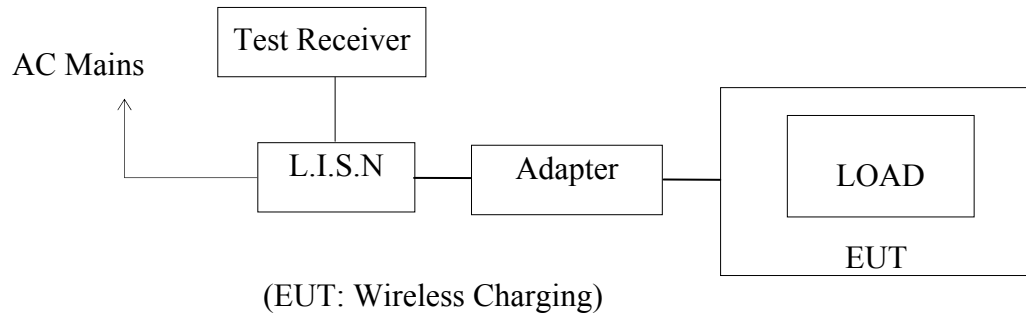 Test Receiver
AC Mains
L.I.S.N
Adapter
LOAD
EUT
(EUT: Wireless Charging)